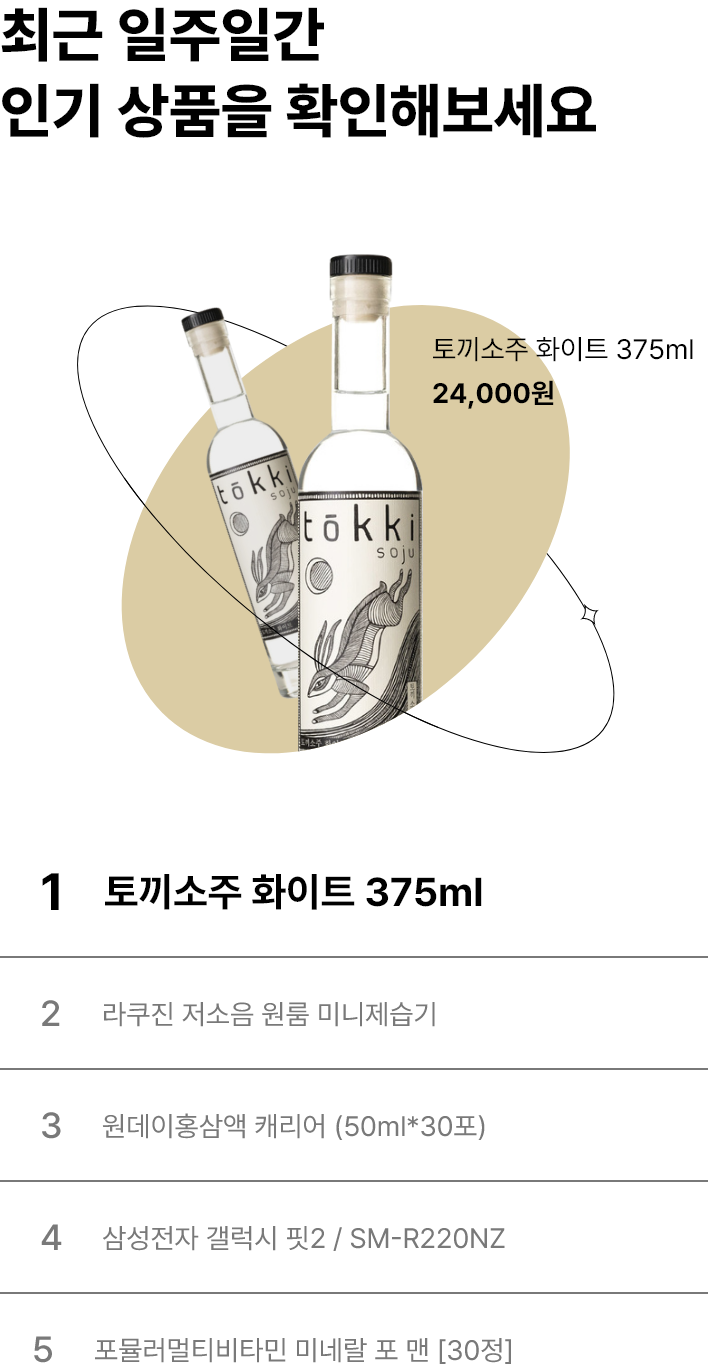 최근 일주일간
인기 상품을 확인해보세요
토끼소주 화이트 375ml
24,000원
tōkki
soju
tōkki
soju
1 토끼소주 화이트 375ml
2 라쿠진 저소음 원룸 미니제습기
3 원데이홍삼액 캐리어 (50ml*30포)
4 삼성전자 갤럭시 핏2 / SM-R220NZ
5 포뮬러멀티비타민 미네랄 포 맨 [30정]